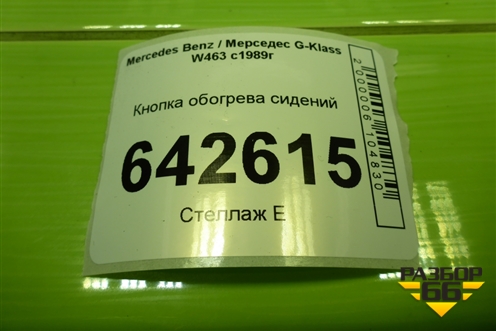 Mercedes Benz / Мерседес G-Klass
W463 с1989г
Кнопка обогрева сидений
642615
Стеллаж Е
2000006104830
РАЗБОР
66